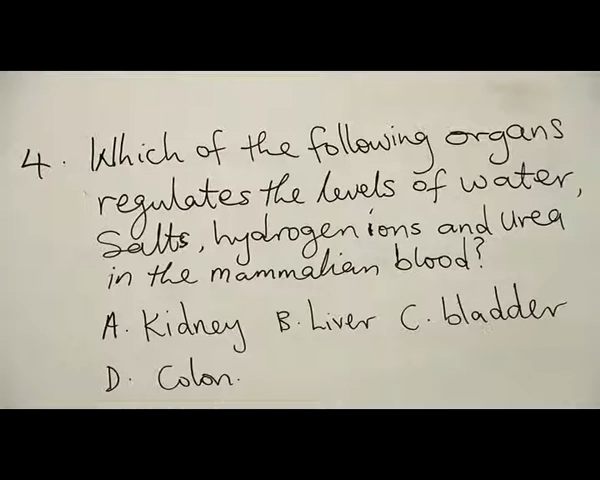 4. Which of the following organs
regulates the levels of water,
Salts, hydrogen ions and urea
in the mammalian blood?
A. Kidney B. Liver C. bladder
D. Colon.